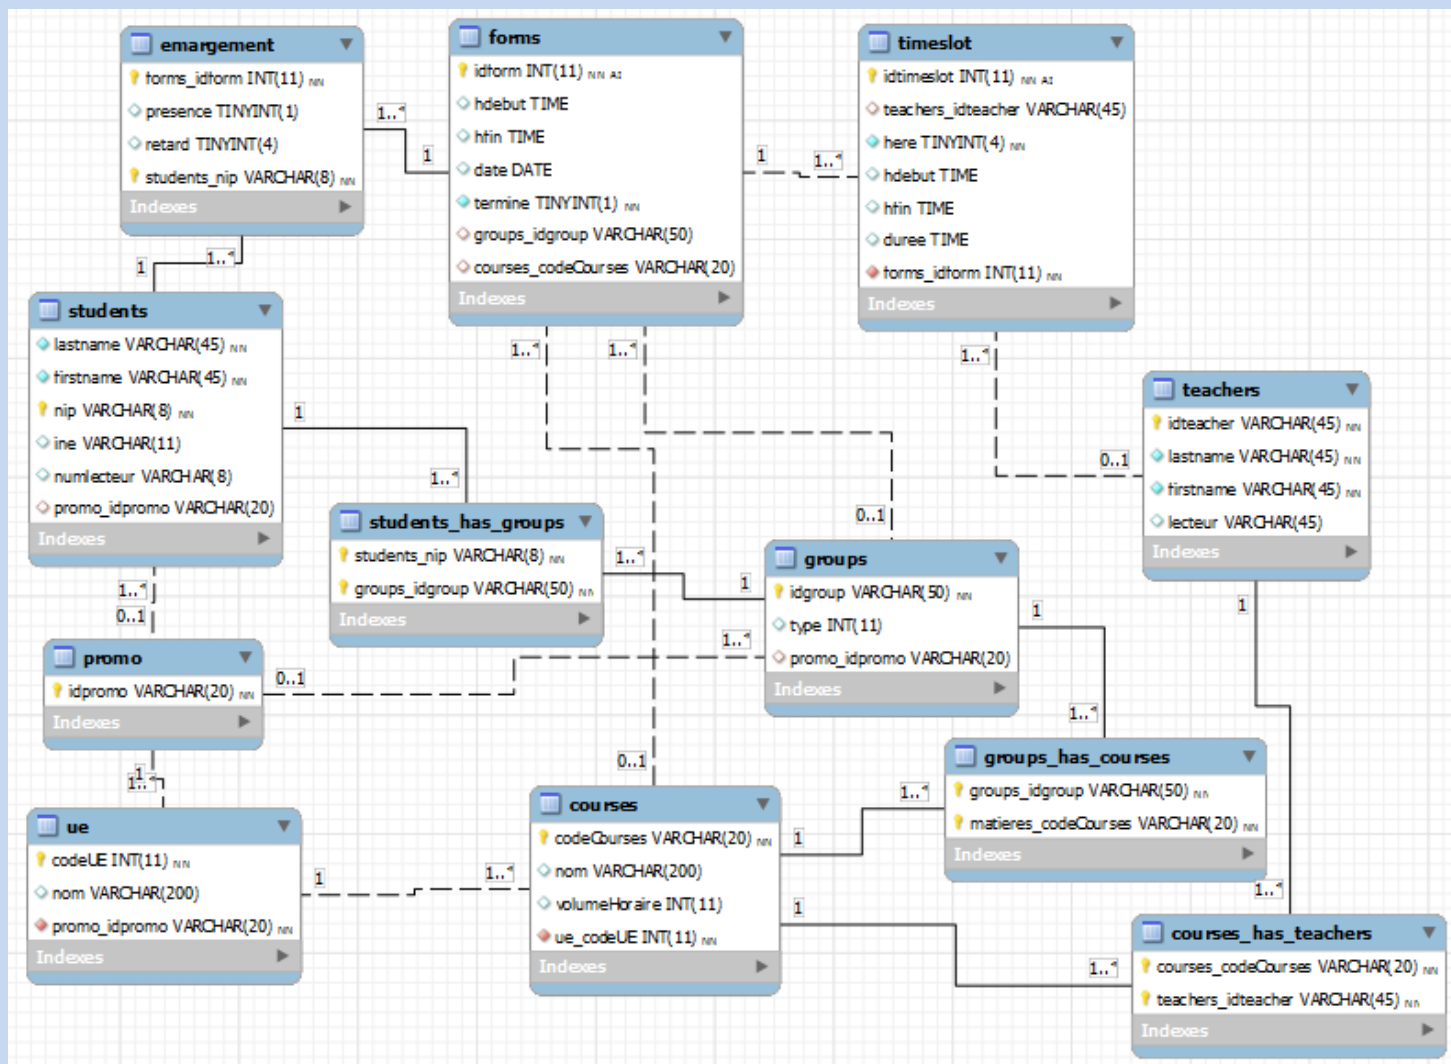 emargement
forms_idform INT(11) NN
presence TINYINT(1)
retard TINYINT(4)
students_nip VARCHAR(8) NN
Indexes
forms
idform INT(11) NN AI
hdebut TIME
hfin TIME
date DATE
termine TINYINT(1) NN
groups_idgroup VARCHAR(50)
courses_codeCourses VARCHAR(20)
Indexes
timeslot
idtimeslot INT(11) NN AI
teachers_idteacher VARCHAR(45)
here TINYINT(4) NN
hdebut TIME
hfin TIME
duree TIME
forms_idform INT(11) NN
Indexes
1..*
1
1
1..*
1
1..*
students
lastname VARCHAR(45) NN
firstname VARCHAR(45) NN
nip VARCHAR(8) NN
ine VARCHAR(11)
numlecteur VARCHAR(8)
promo_idpromo VARCHAR(20)
Indexes
1..*
1..*
1..*
teachers
idteacher VARCHAR(45) NN
lastname VARCHAR(45) NN
firstname VARCHAR(45) NN
lecteur VARCHAR(45)
Indexes
1
1..*
0..1
0..1
students_has_groups
students_nip VARCHAR(8) NN
groups_idgroup VARCHAR(50) NN
Indexes
1..*
1
groups
idgroup VARCHAR(50) NN
type INT(11)
promo_idpromo VARCHAR(20)
Indexes
1..*
0..1
1
1
1..*
0..1
promo
idpromo VARCHAR(20) NN
Indexes
1..*
0..1
1
1..*
groups_has_courses
groups_idgroup VARCHAR(50) NN
matieres_codeCourses VARCHAR(20) NN
Indexes
ue
codeUE INT(11) NN
nom VARCHAR(200)
promo_idpromo VARCHAR(20) NN
Indexes
courses
codeCourses VARCHAR(20) NN
nom VARCHAR(200)
volumeHoraire INT(11)
ue_codeUE INT(11) NN
Indexes
1..*
1
1
1..*
1
1..*
1..*
courses_has_teachers
courses_codeCourses VARCHAR(20) NN
teachers_idteacher VARCHAR(45) NN
Indexes